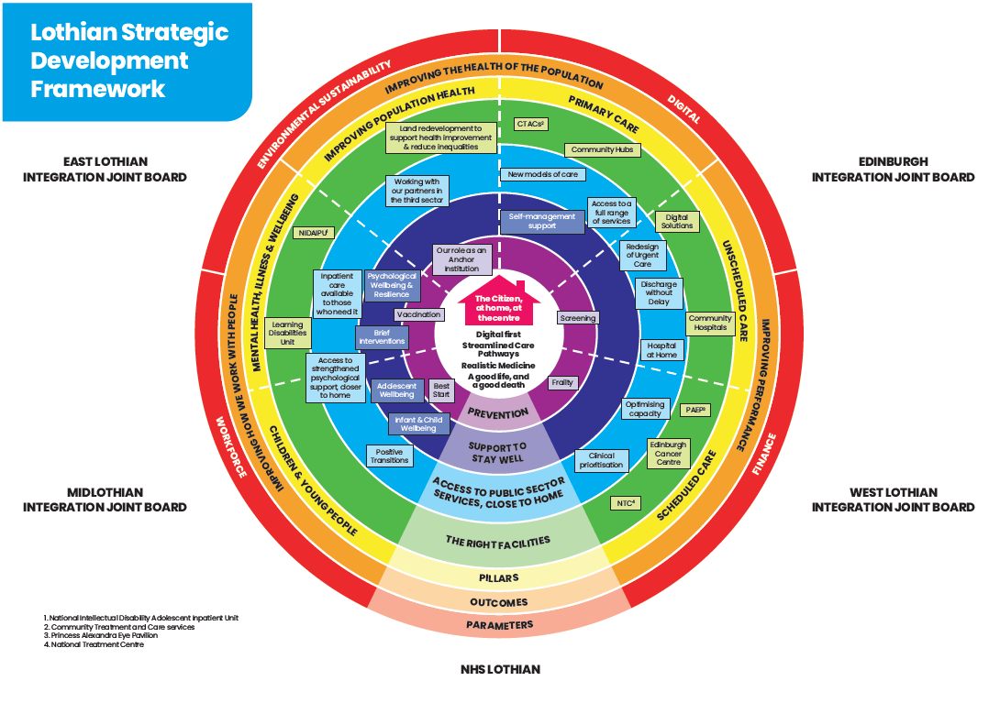 Lothian Strategic
Development
Framework
EAST LOTHIAN
INTEGRATION JOINT BOARD
EDINBURGH
INTEGRATION JOINT BOARD
MIDLOTHIAN
INTEGRATION JOINT BOARD
WEST LOTHIAN
INTEGRATION JOINT BOARD
NHS LOTHIAN
ENVIRONMENTAL SUSTAINABILITY
DIGITAL
WORKFORCE
FINANCE
IMPROVING THE HEALTH OF THE POPULATION
IMPROVING HOW WE WORK WITH PEOPLE
IMPROVING PERFORMANCE
IMPROVING POPULATION HEALTH
PRIMARY CARE
MENTAL HEALTH, ILLNESS & WELLBEING
UNSCHEDULED CARE
CHILDREN & YOUNG PEOPLE
SCHEDULED CARE
Land redevelopment to
support health improvement
& reduce inequalities
CTACs²
Community Hubs
Working with
our partners in
the third sector
New models of care
Self-management
support
Access to a
full range
of services
Digital
Solutions
NIDAIPU¹
Our role as an
Anchor
institution
Redesign
of Urgent
Care
Inpatient
care
available
to those
who need it
Psychological
Wellbeing &
Resilience
Discharge
without
Delay
Vaccination
Screening
Community
Hospitals
Learning
Disabilities
Unit
Brief
Interventions
Hospital
at Home
Access to
strengthened
psychological
support, closer
to home
Adolescent
Wellbeing
Best
Start
Frailty
Optimising
capacity
PAEP³
Infant & Child
Wellbeing
Positive
Transitions
Clinical
prioritisation
Edinburgh
Cancer
Centre
NTC⁴
The Citizen,
at home, at
the centre
Digital first
Streamlined Care
Pathways
Realistic Medicine
A good life, and
a good death
PREVENTION
SUPPORT TO
STAY WELL
ACCESS TO PUBLIC SECTOR
SERVICES, CLOSE TO HOME
THE RIGHT FACILITIES
PILLARS
OUTCOMES
PARAMETERS
1. National Intellectual Disability Adolescent Inpatient Unit
2. Community Treatment and Care services
3. Princess Alexandra Eye Pavilion
4. National Treatment Centre